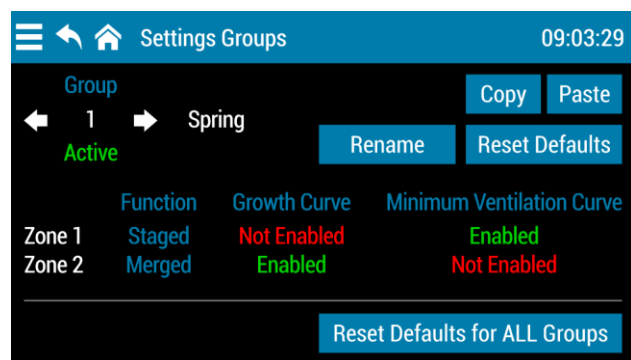 Settings Groups 09:03:29
Group
1 Spring
Active
Copy Paste
Rename Reset Defaults
Function Growth Curve Minimum Ventilation Curve
Zone 1 Staged Not Enabled Enabled
Zone 2 Merged Enabled Not Enabled
Reset Defaults for ALL Groups